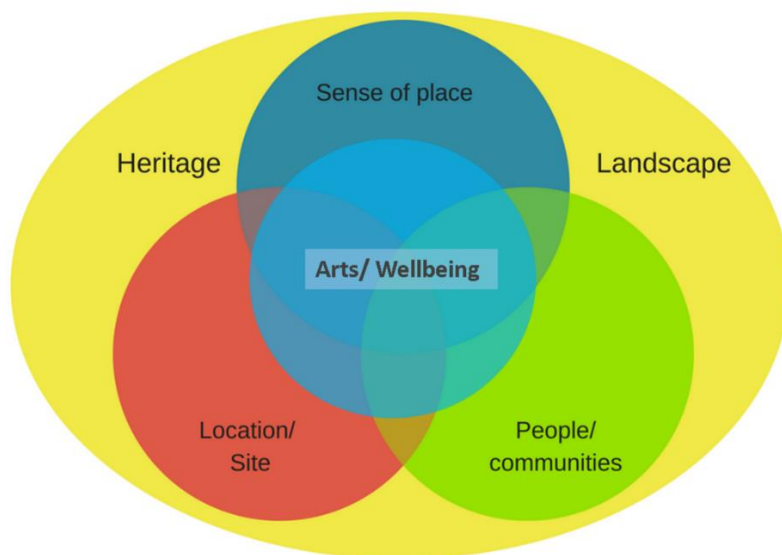 Sense of place
Heritage
Landscape
Arts/ Wellbeing
Location/
Site
People/
communities